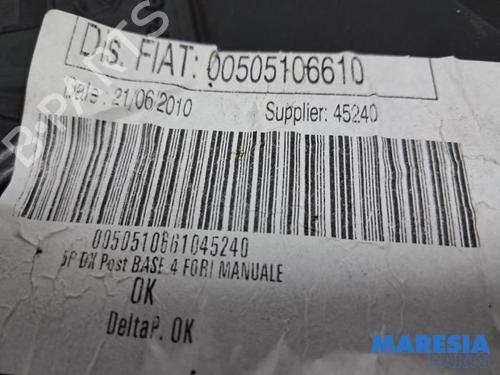 DIS. FIAT: 00505106610
Date : 21/06/2010 Supplier: 45240
0050510661045240
5P DX Post BASE 4 FORI MANUALE
OK
DeltaP. OK
B-PARTS
MARESIA